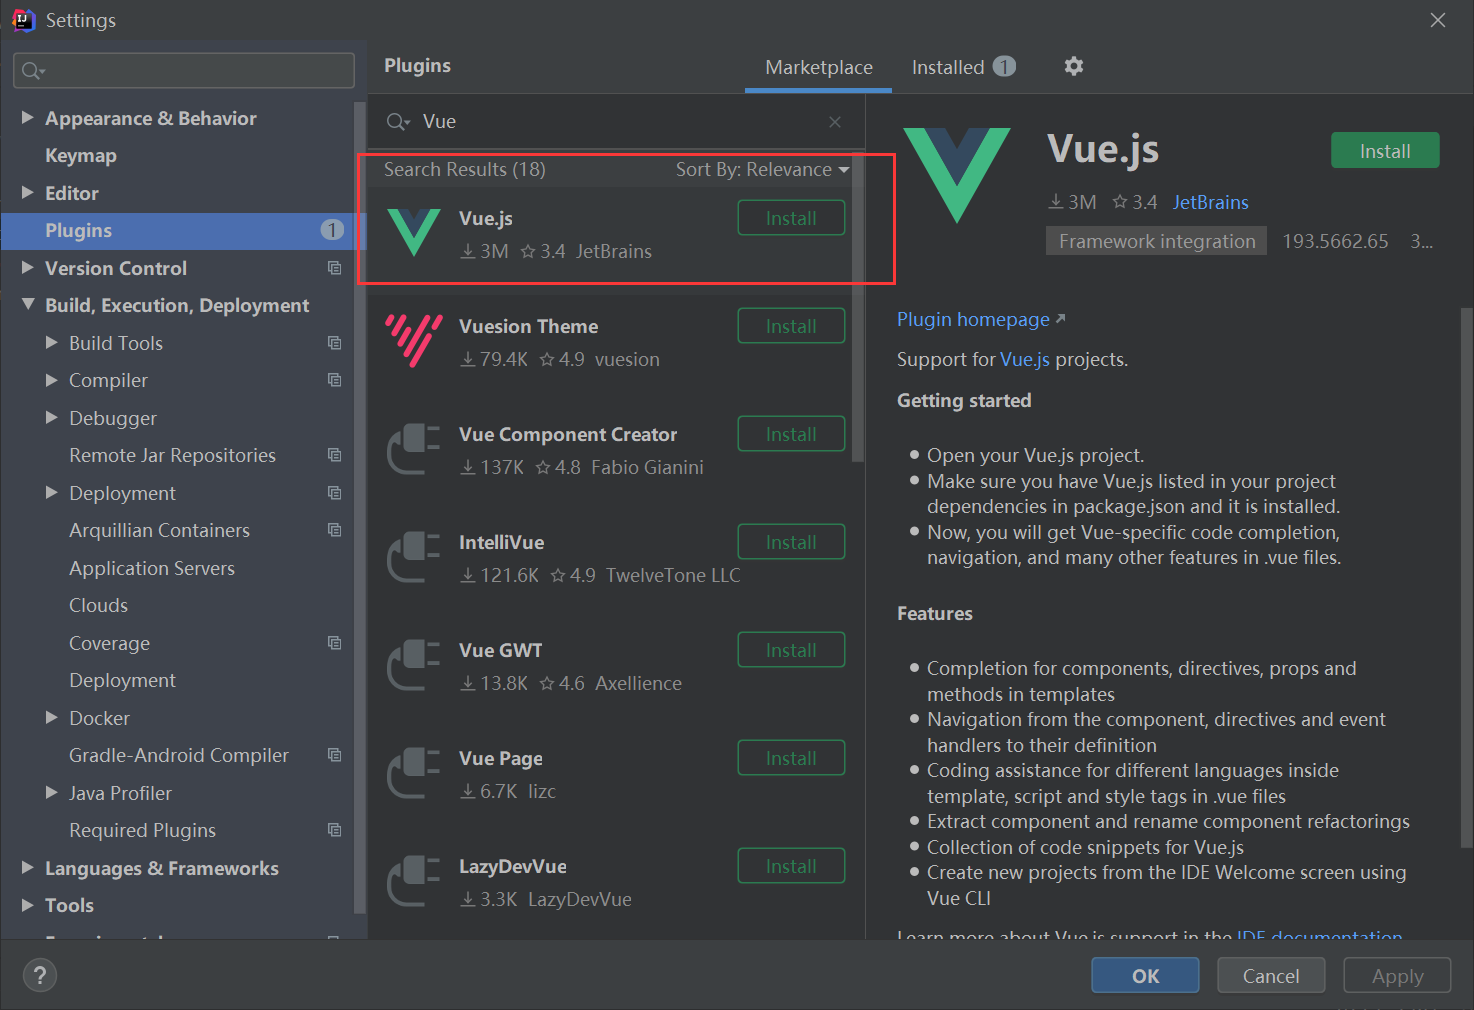 Settings
Plugins
Marketplace
Installed 1
Appearance & Behavior
Keymap
Editor
Plugins 1
Version Control
Build, Execution, Deployment
Build Tools
Compiler
Debugger
Remote Jar Repositories
Deployment
Arquillian Containers
Application Servers
Clouds
Coverage
Deployment
Docker
Gradle-Android Compiler
Java Profiler
Required Plugins
Languages & Frameworks
Tools
Vue
Search Results (18) Sort By: Relevance
Vue.js Install
3M 3.4 JetBrains
Vuesion Theme Install
79.4K 4.9 vuesion
Vue Component Creator Install
137K 4.8 Fabio Gianini
IntelliVue Install
121.6K 4.9 TwelveTone LLC
Vue GWT Install
13.8K 4.6 Axellience
Vue Page Install
6.7K lizc
LazyDevVue Install
3.3K LazyDevVue
Vue.js Install
3M 3.4 JetBrains
Framework integration 193.5662.65 3...
Plugin homepage
Support for Vue.js projects.
Getting started
Open your Vue.js project.
Make sure you have Vue.js listed in your project
dependencies in package.json and it is installed.
Now, you will get Vue-specific code completion,
navigation, and many other features in .vue files.
Features
Completion for components, directives, props and
methods in templates
Navigation from the component, directives and event
handlers to their definition
Coding assistance for different languages inside
template, script and style tags in .vue files
Extract component and rename component refactorings
Collection of code snippets for Vue.js
Create new projects from the IDE Welcome screen using
Vue CLI
Learn more about Vue.js support in the IDE documentation
?
OK
Cancel
Apply